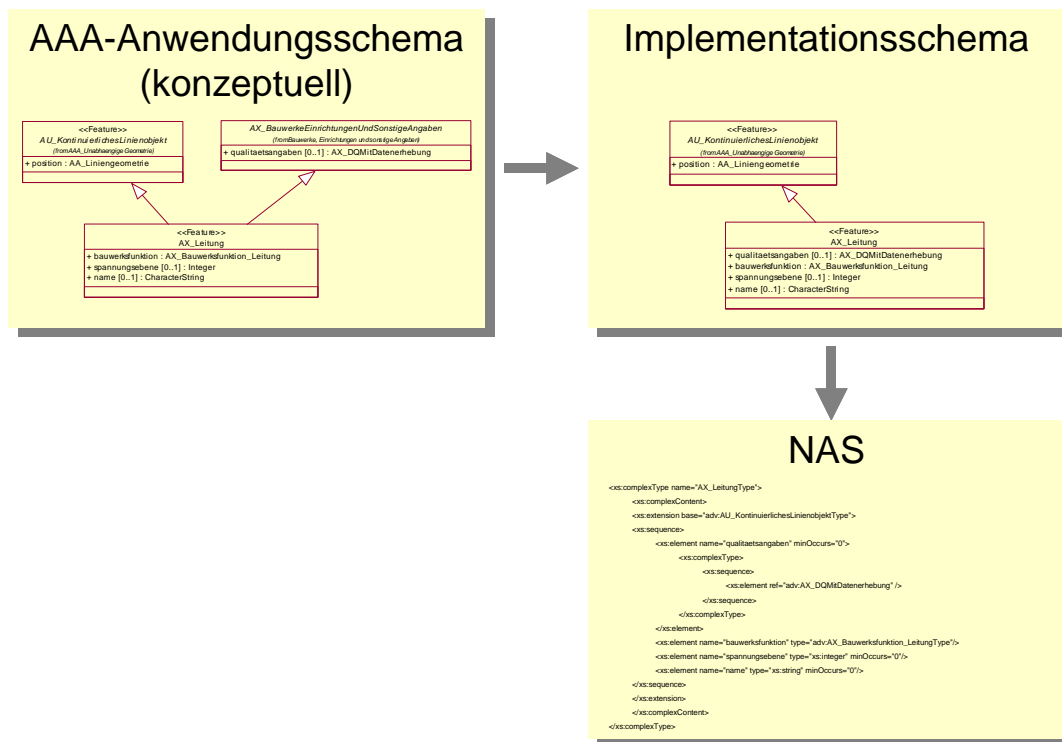 AAA-Anwendungsschema
(konzeptuell)
<<Feature>>
AU_KontinuierlichesLinienobjekt
(fromAAA_Unabhaengige Geometrie)
+ position : AA_Liniengeometrie
AX_BauwerkeEinrichtungenUndSonstigeAngaben
(fromBauwerke, Einrichtungen undsonstigeAngaben)
+ qualitaetsangaben [0..1] : AX_DQMitDatenerhebung
<<Feature>>
AX_Leitung
+ bauwerksfunktion : AX_Bauwerksfunktion_Leitung
+ spannungsebene [0..1] : Integer
+ name [0..1] : CharacterString
Implementationsschema
<<Feature>>
AU_KontinuierlichesLinienobjekt
(fromAAA_Unabhaengige Geometrie)
+ position : AA_Liniengeometrie
<<Feature>>
AX_Leitung
+ qualitaetsangaben [0..1] : AX_DQMitDatenerhebung
+ bauwerksfunktion : AX_Bauwerksfunktion_Leitung
+ spannungsebene [0..1] : Integer
+ name [0..1] : CharacterString
NAS
<xs:complexType name="AX_LeitungType">
<xs:complexContent>
<xs:extension base="adv:AU_KontinuierlichesLinienobjektType">
<xs:sequence>
<xs:element name="qualitaetsangaben" minOccurs="0">
<xs:complexType>
<xs:sequence>
<xs:element ref="adv:AX_DQMitDatenerhebung" />
</xs:sequence>
</xs:complexType>
</xs:element>
<xs:element name="bauwerksfunktion" type="adv:AX_Bauwerksfunktion_LeitungType"/>
<xs:element name="spannungsebene" type="xs:integer" minOccurs="0"/>
<xs:element name="name" type="xs:string" minOccurs="0"/>
</xs:sequence>
</xs:extension>
</xs:complexContent>
</xs:complexType>